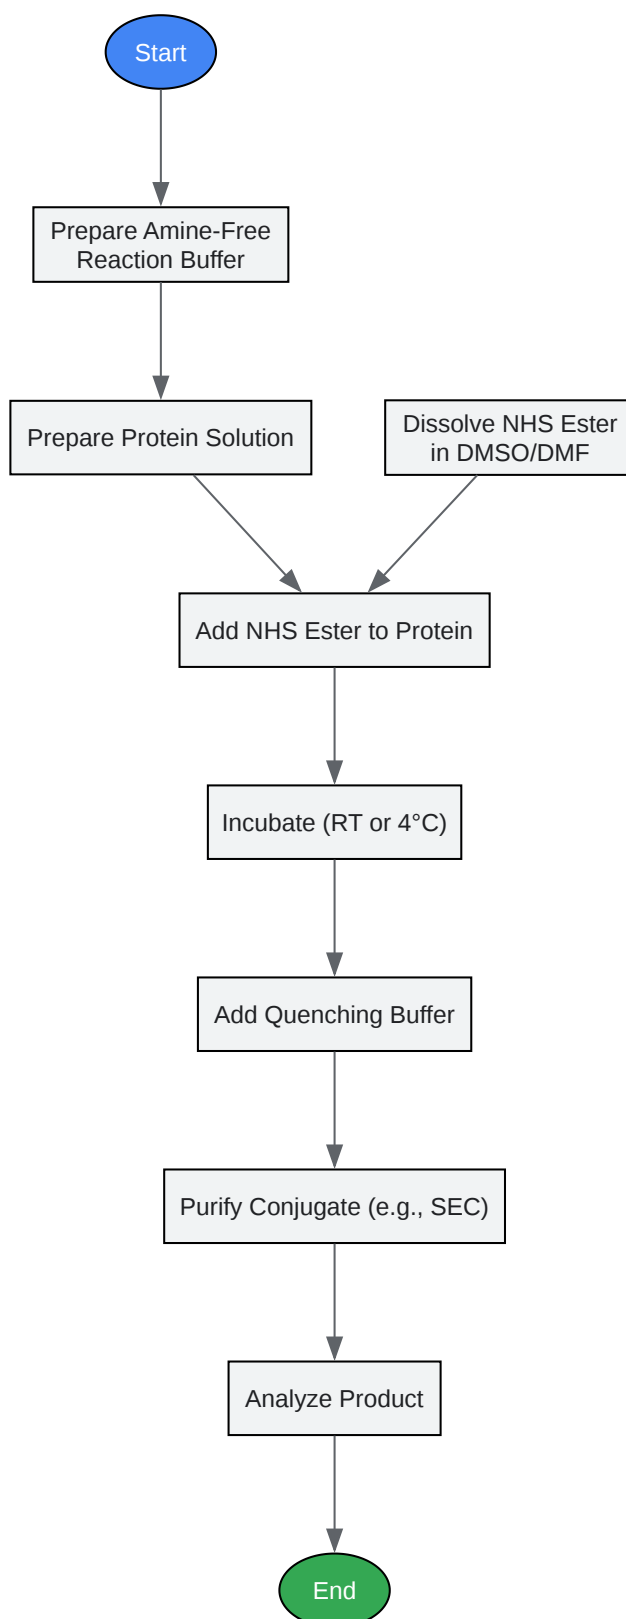 Start
Prepare Amine-Free
Reaction Buffer
Prepare Protein Solution
Dissolve NHS Ester
in DMSO/DMF
Add NHS Ester to Protein
Incubate (RT or 4°C)
Add Quenching Buffer
Purify Conjugate (e.g., SEC)
Analyze Product
End